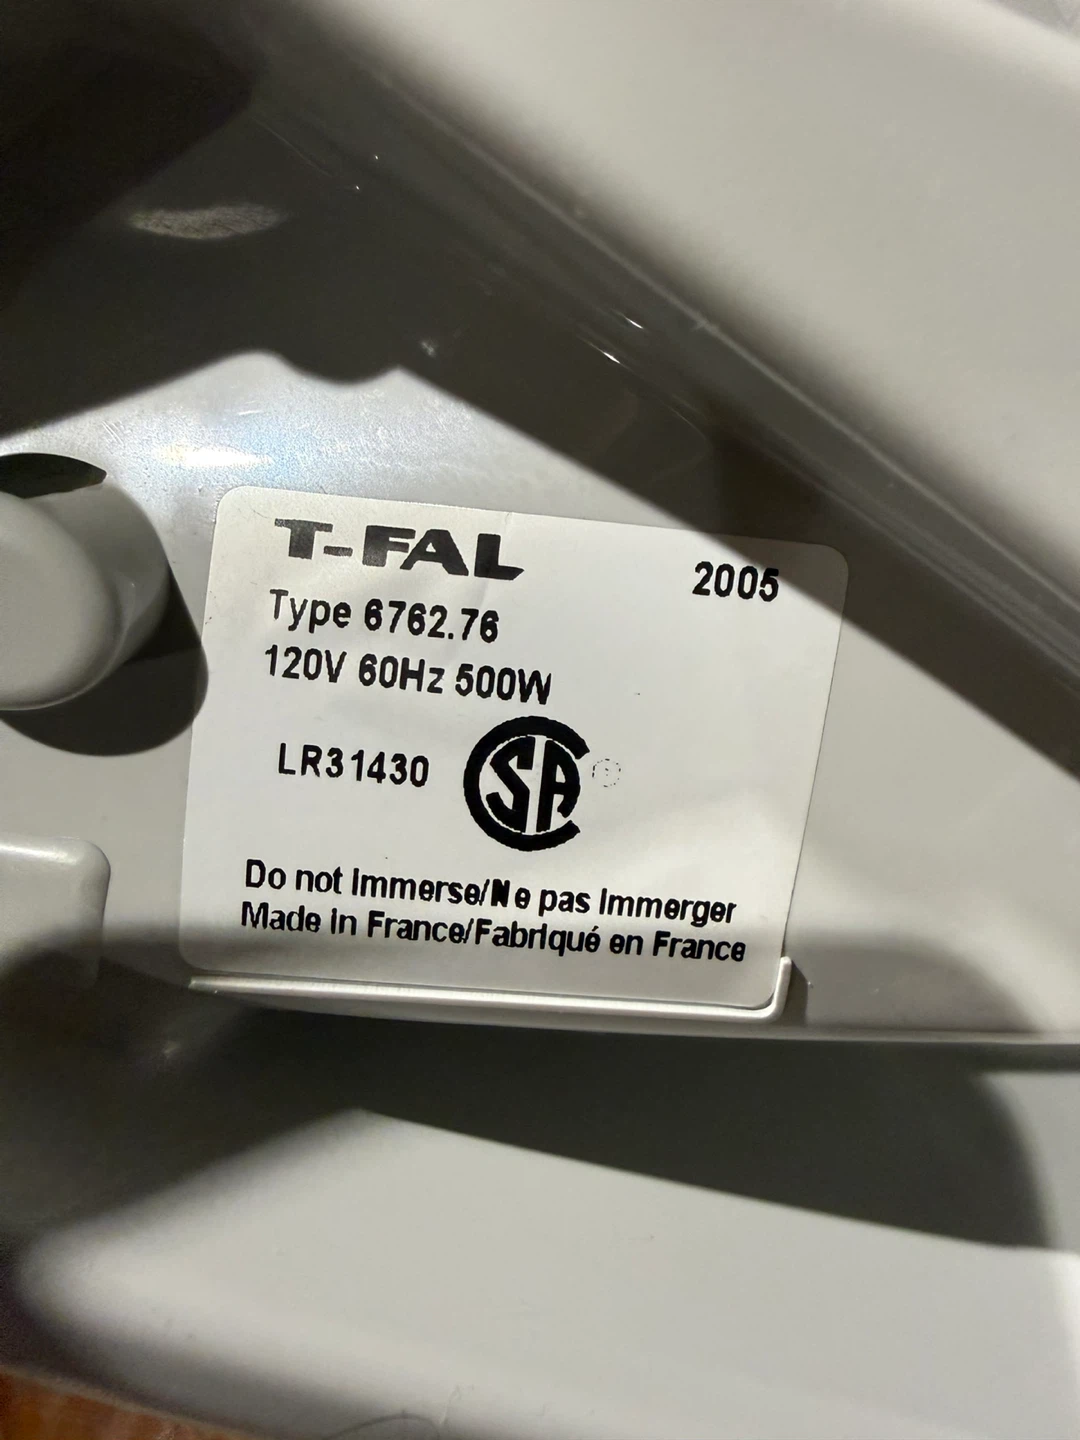 T-FAL
2005
Type 6762.76
120V 60Hz 500W
LR31430
CSA
Do not Immerse/Ne pas Immerger
Made in France/Fabriqué en France